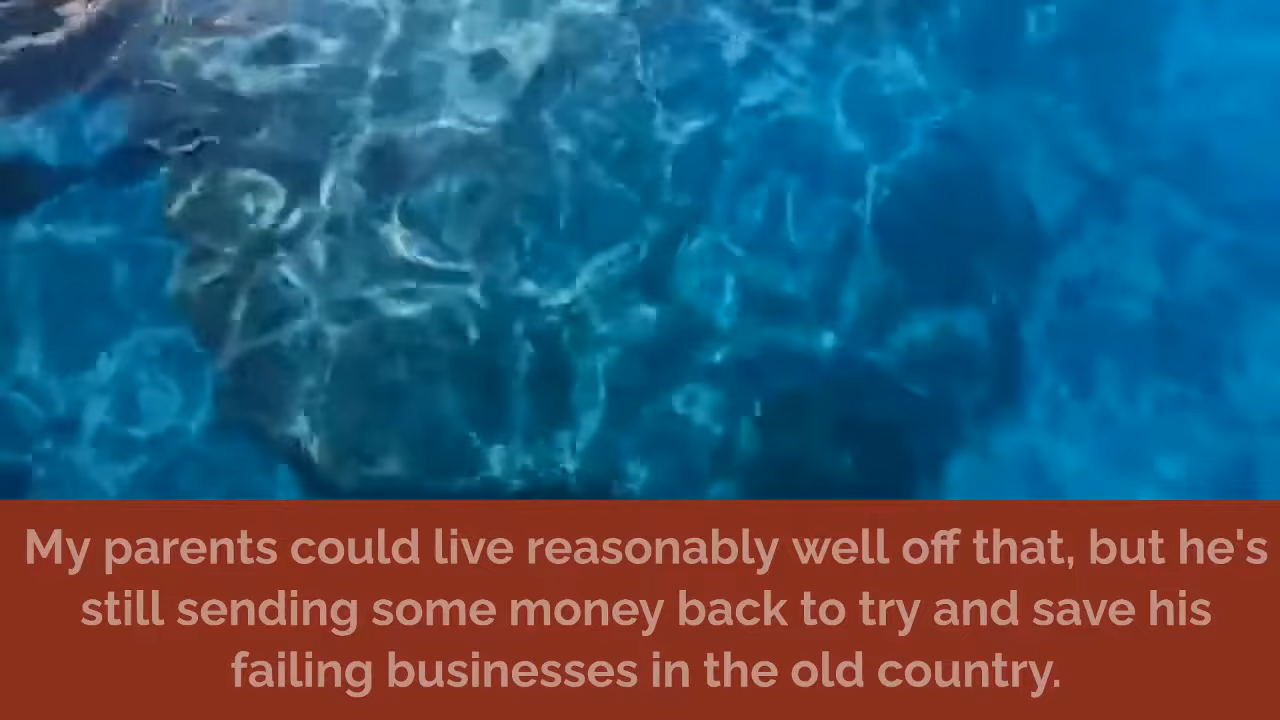 My parents could live reasonably well off that, but he's
still sending some money back to try and save his
failing businesses in the old country.